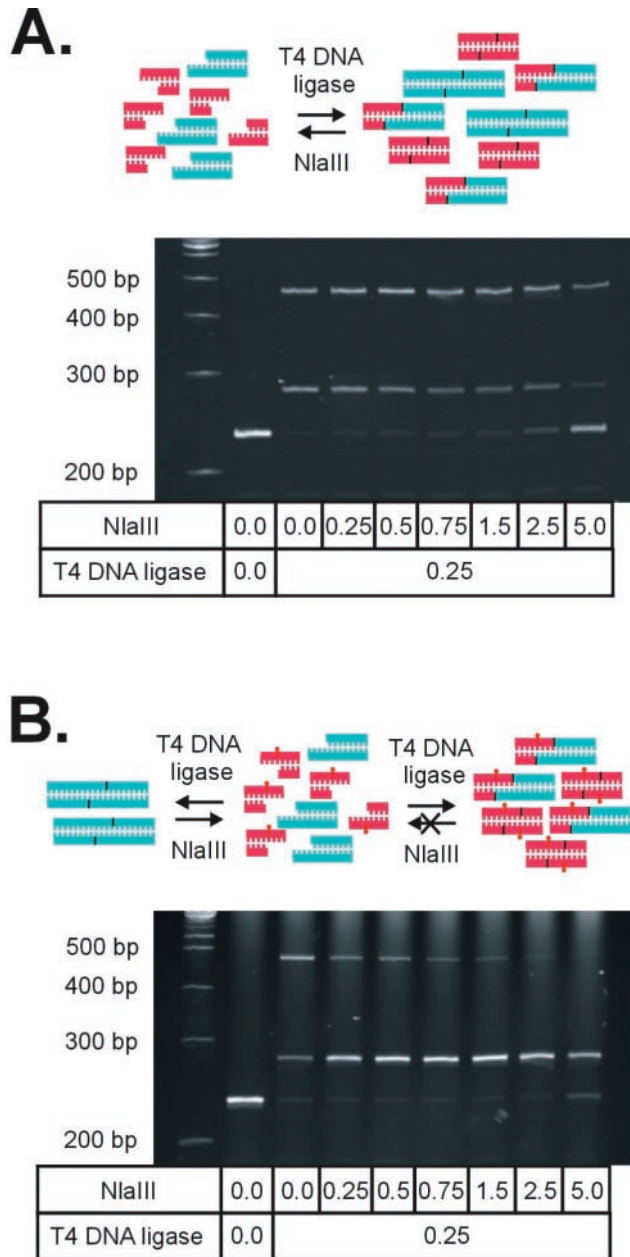 A.
T4 DNA
ligase
NlaIII
500 bp
400 bp
300 bp
200 bp
NlaIII 0.0 0.0 0.25 0.5 0.75 1.5 2.5 5.0
T4 DNA ligase 0.0 0.25
B.
T4 DNA T4 DNA
ligase ligase
NlaIII NlaIII
500 bp
400 bp
300 bp
200 bp
NlaIII 0.0 0.0 0.25 0.5 0.75 1.5 2.5 5.0
T4 DNA ligase 0.0 0.25